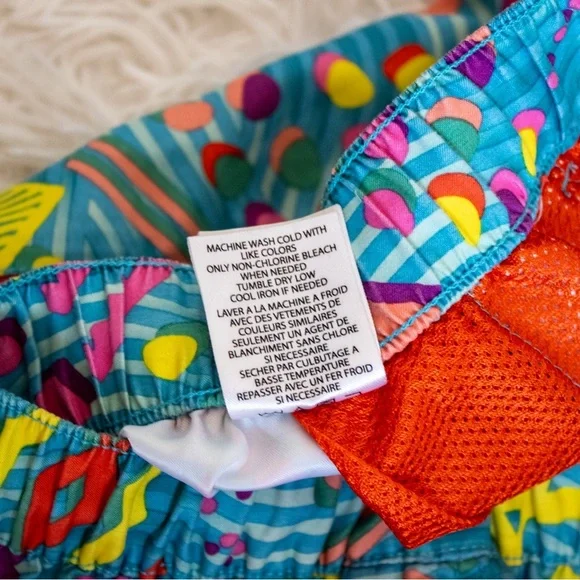 MACHINE WASH COLD WITH
LIKE COLORS
ONLY NON-CHLORINE BLEACH
WHEN NEEDED
TUMBLE DRY LOW
COOL IRON IF NEEDED
LAVER A LA MACHINE A FROID
AVEC DES VETEMENTS DE
COULEURS SIMILAIRES
SEULEMENT UN AGENT DE
BLANCHIMENT SANS CHLORE
SI NECESSAIRE
SECHER PAR CULBUTAGE A
BASSE TEMPERATURE
REPASSER AVEC UN FER FROID
SI NECESSAIRE